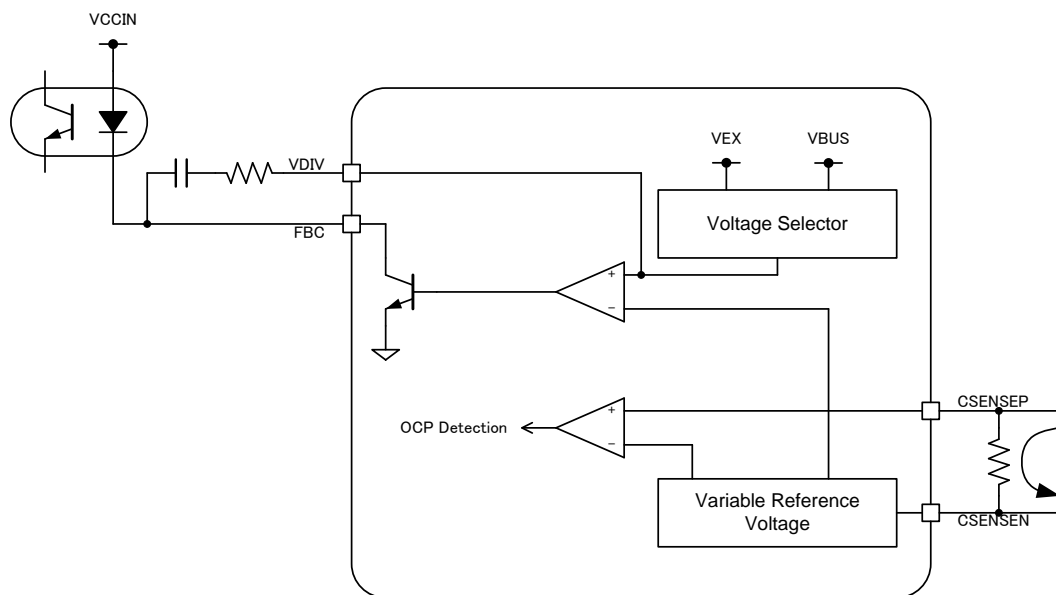 VCCIN
VDIV
FBC
VEX
VBUS
Voltage Selector
+
−
OCP Detection
+
−
CSENSEP
Variable Reference
Voltage
CSENSEN